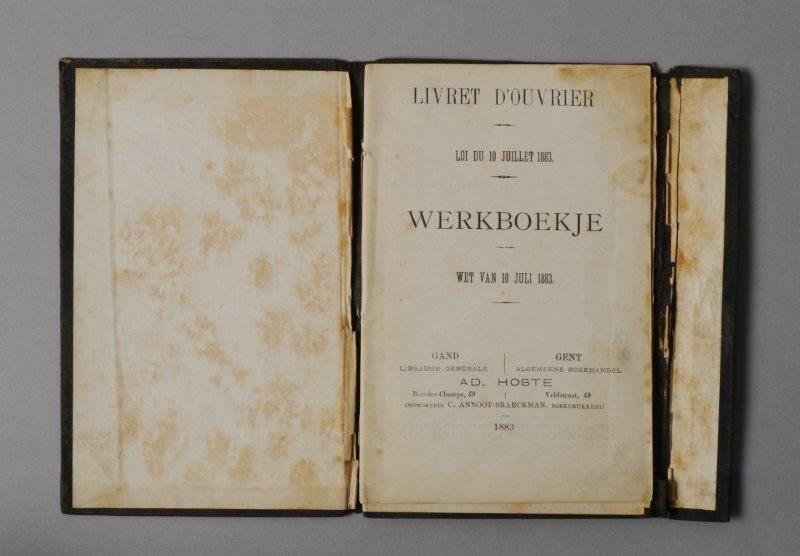 LIVRET D'OUVRIER
LOI DU 10 JUILLET 1883.
WERKBOEKJE
WET VAN 10 JULI 1883.
GAND | GENT
LIBRAIRIE GÉNÉRALE | ALGEMEENE BOEKHANDEL
AD. HOSTE
Rue des Champs, 49 | Veldstraat, 49
IMPRIMERIE C. ANNOOT-BRAECKMAN, BOEKDRUKKERIJ
1883